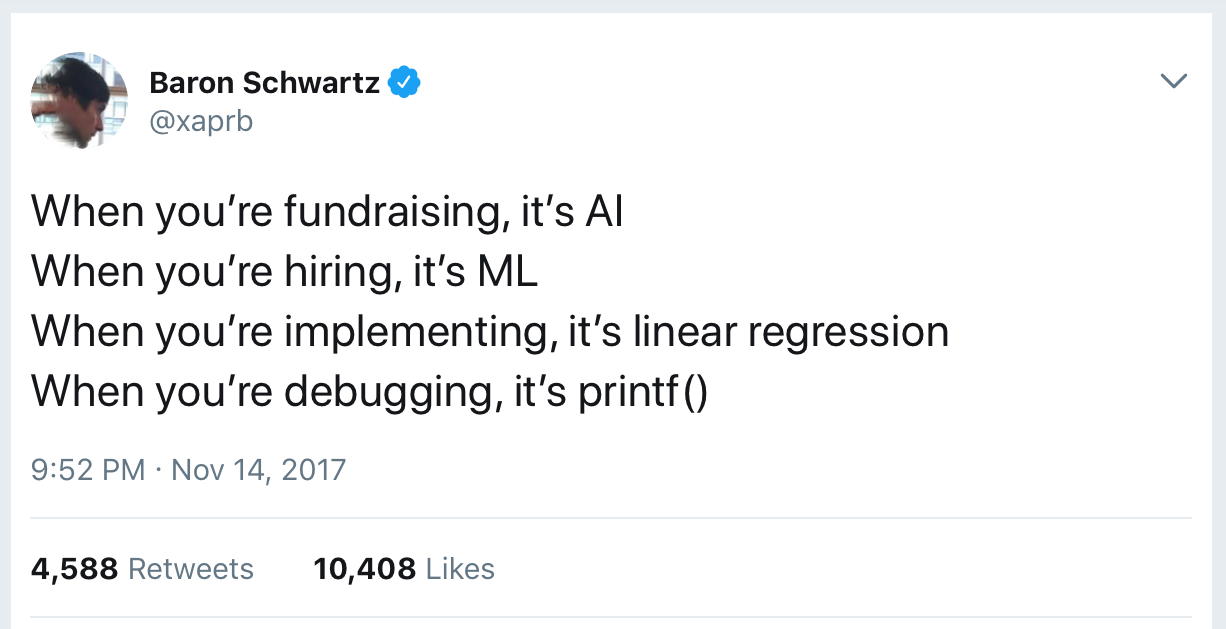 Baron Schwartz
@xaprb
When you’re fundraising, it’s AI
When you’re hiring, it’s ML
When you’re implementing, it’s linear regression
When you’re debugging, it’s printf()
9:52 PM · Nov 14, 2017
4,588 Retweets 10,408 Likes